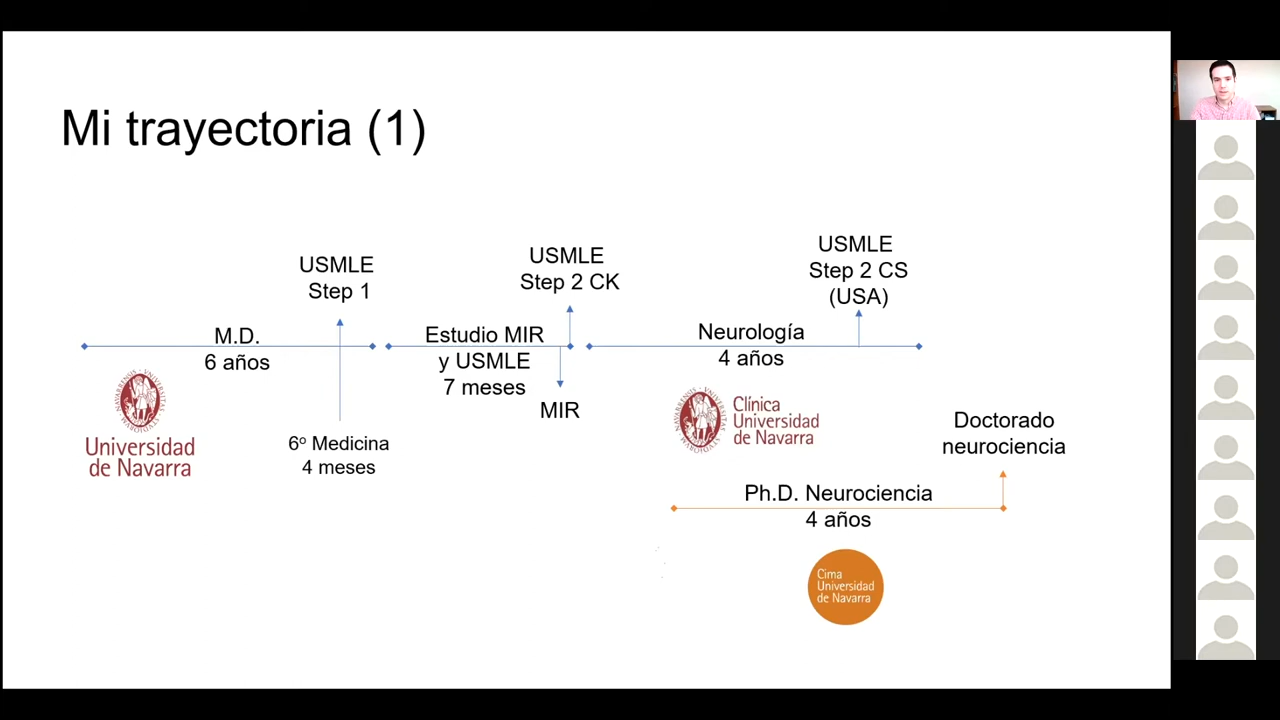 Mi trayectoria (1)
USMLE
Step 1
USMLE
Step 2 CK
USMLE
Step 2 CS
(USA)
M.D.
6 años
Estudio MIR
y USMLE
7 meses
MIR
Neurología
4 años
Universidad
de Navarra
6º Medicina
4 meses
Clínica
Universidad
de Navarra
Doctorado
neurociencia
Ph.D. Neurociencia
4 años
Cima
Universidad
de Navarra